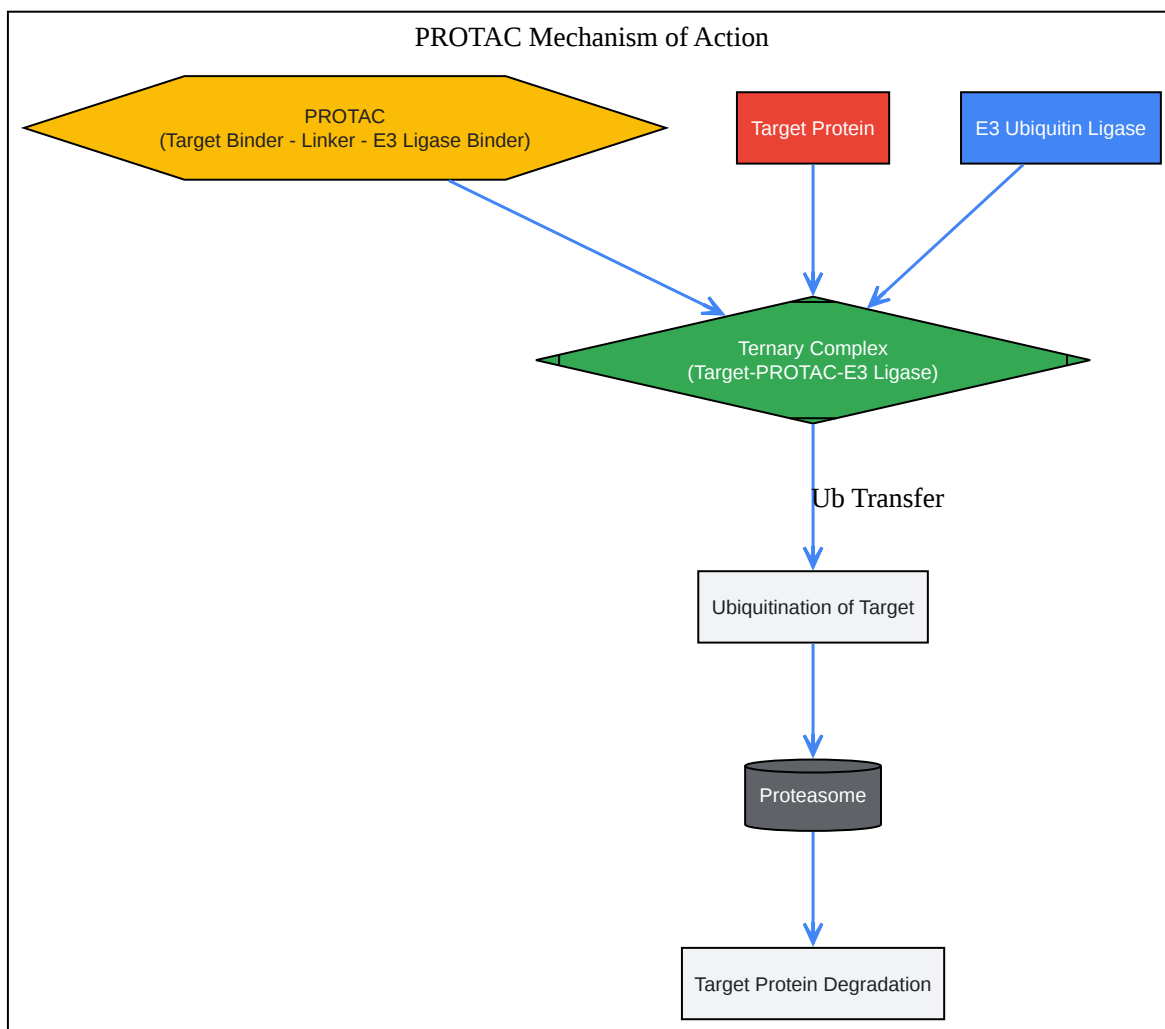 PROTAC Mechanism of Action
PROTAC
(Target Binder - Linker - E3 Ligase Binder)
Target Protein
E3 Ubiquitin Ligase
Ternary Complex
(Target-PROTAC-E3 Ligase)
Ub Transfer
Ubiquitination of Target
Proteasome
Target Protein Degradation